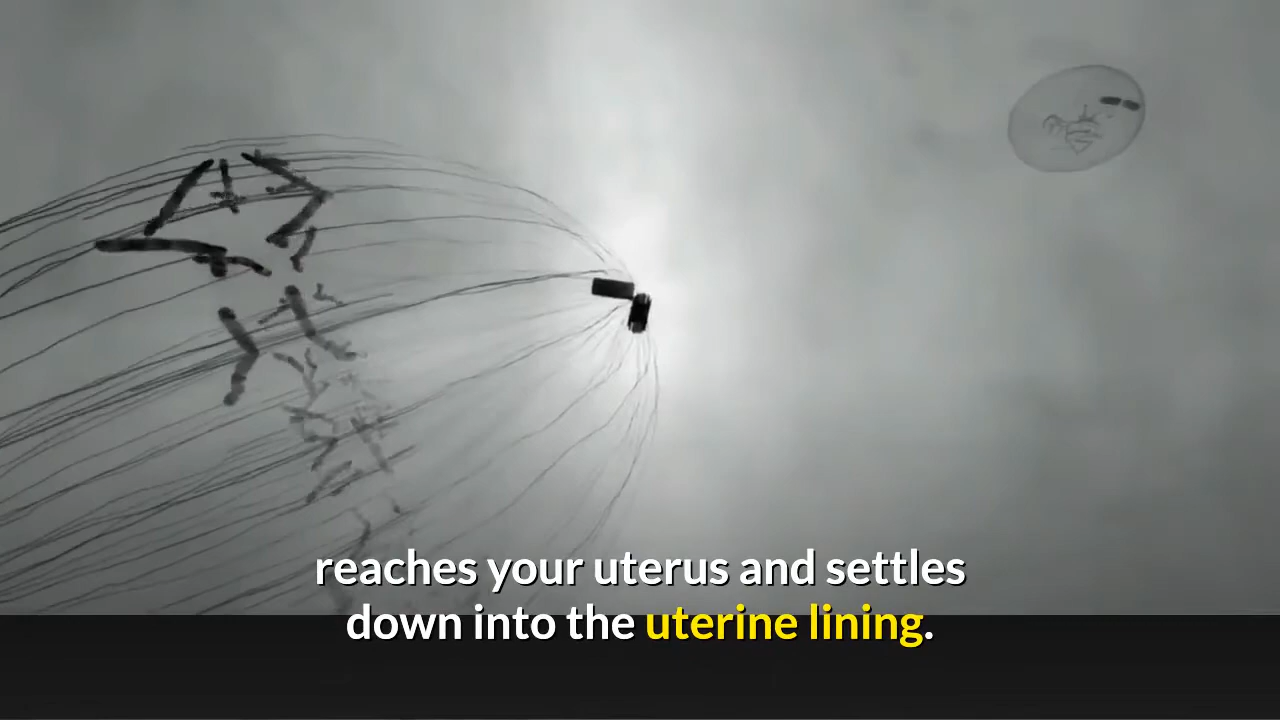 reaches your uterus and settles
down into the uterine lining.